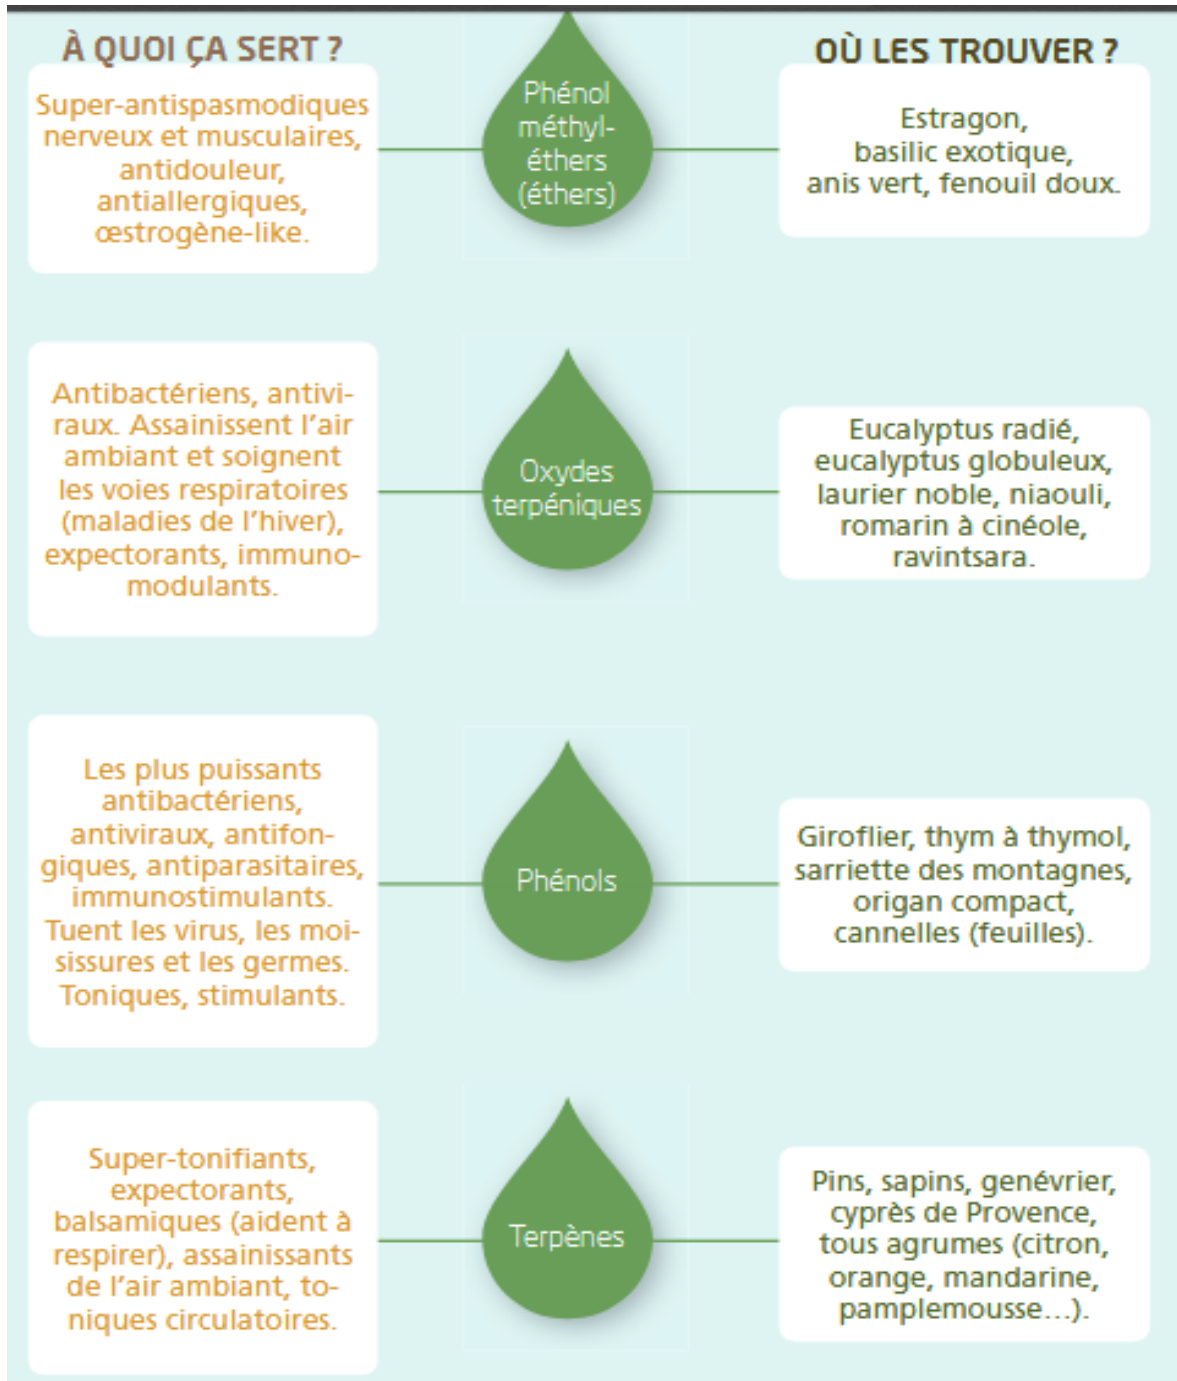 À QUOI ÇA SERT ?
OÙ LES TROUVER ?
Super-antispasmodiques
nerveux et musculaires,
antidouleur,
antiallergiques,
œstrogène-like.
Phénol
méthyl-
éthers
(éthers)
Estragon,
basilic exotique,
anis vert, fenouil doux.
Antibactériens, antivi-
raux. Assainissent l'air
ambiant et soignent
les voies respiratoires
(maladies de l'hiver),
expectorants, immuno-
modulants.
Oxydes
terpéniques
Eucalyptus radié,
eucalyptus globuleux,
laurier noble, niaouli,
romarin à cinéole,
ravintsara.
Les plus puissants
antibactériens,
antiviraux, antifon-
giques, antiparasitaires,
immunostimulants.
Tuent les virus, les moi-
sissures et les germes.
Toniques, stimulants.
Phénols
Giroflier, thym à thymol,
sarriette des montagnes,
origan compact,
cannelles (feuilles).
Super-tonifiants,
expectorants,
balsamiques (aident à
respirer), assainissants
de l'air ambiant, to-
niques circulatoires.
Terpènes
Pins, sapins, genévrier,
cyprès de Provence,
tous agrumes (citron,
orange, mandarine,
pamplemousse...).